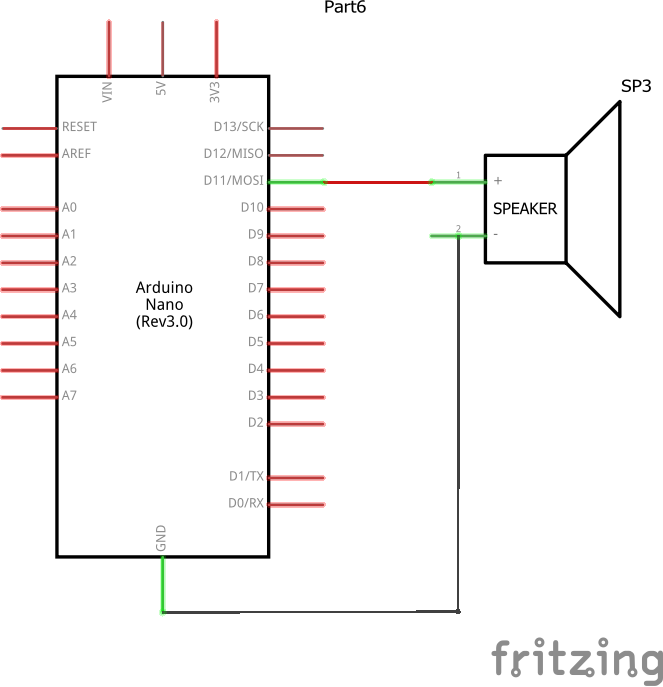 Part6
VIN
5V
3V3
SP3
RESET
D13/SCK
AREF
D12/MISO
D11/MOSI
1
+
A0
D10
SPEAKER
A1
D9
2
-
A2
D8
A3
D7
Arduino
Nano
(Rev3.0)
A4
D6
A5
D5
A6
D4
A7
D3
D2
D1/TX
D0/RX
GND
fritzing